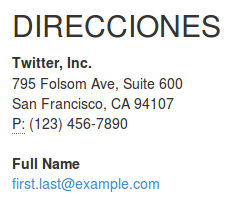 DIRECCIONES
Twitter, Inc.
795 Folsom Ave, Suite 600
San Francisco, CA 94107
P: (123) 456-7890
Full Name
first.last@example.com